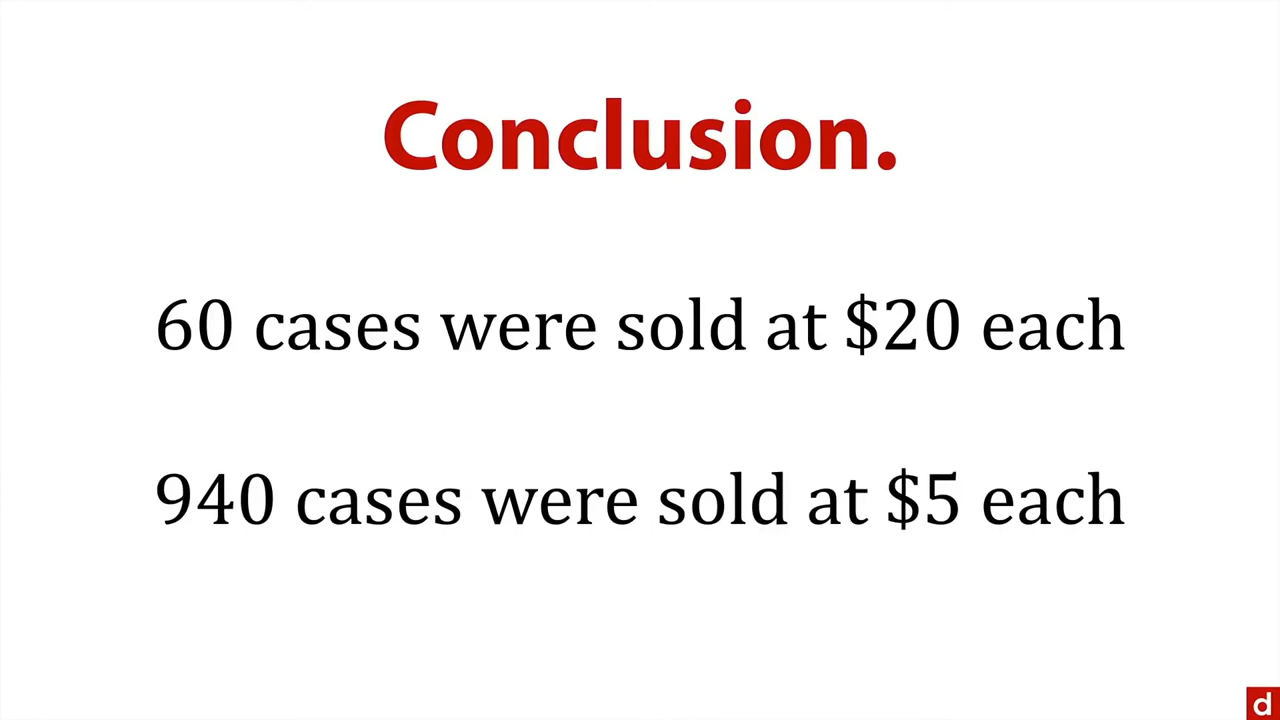 Conclusion.
60 cases were sold at $20 each
940 cases were sold at $5 each
d